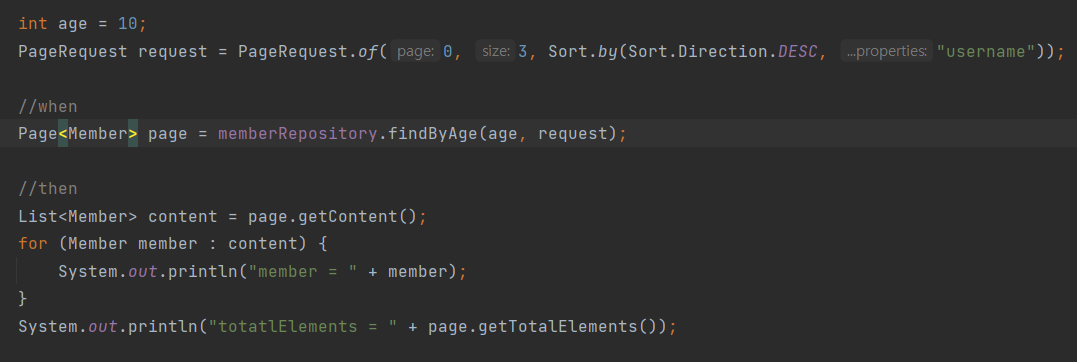 int age = 10;
PageRequest request = PageRequest.of( page: 0, size: 3, Sort.by(Sort.Direction.DESC, ...properties: "username"));
//when
Page<Member> page = memberRepository.findByAge(age, request);
//then
List<Member> content = page.getContent();
for (Member member : content) {
System.out.println("member = " + member);
}
System.out.println("totatlElements = " + page.getTotalElements());